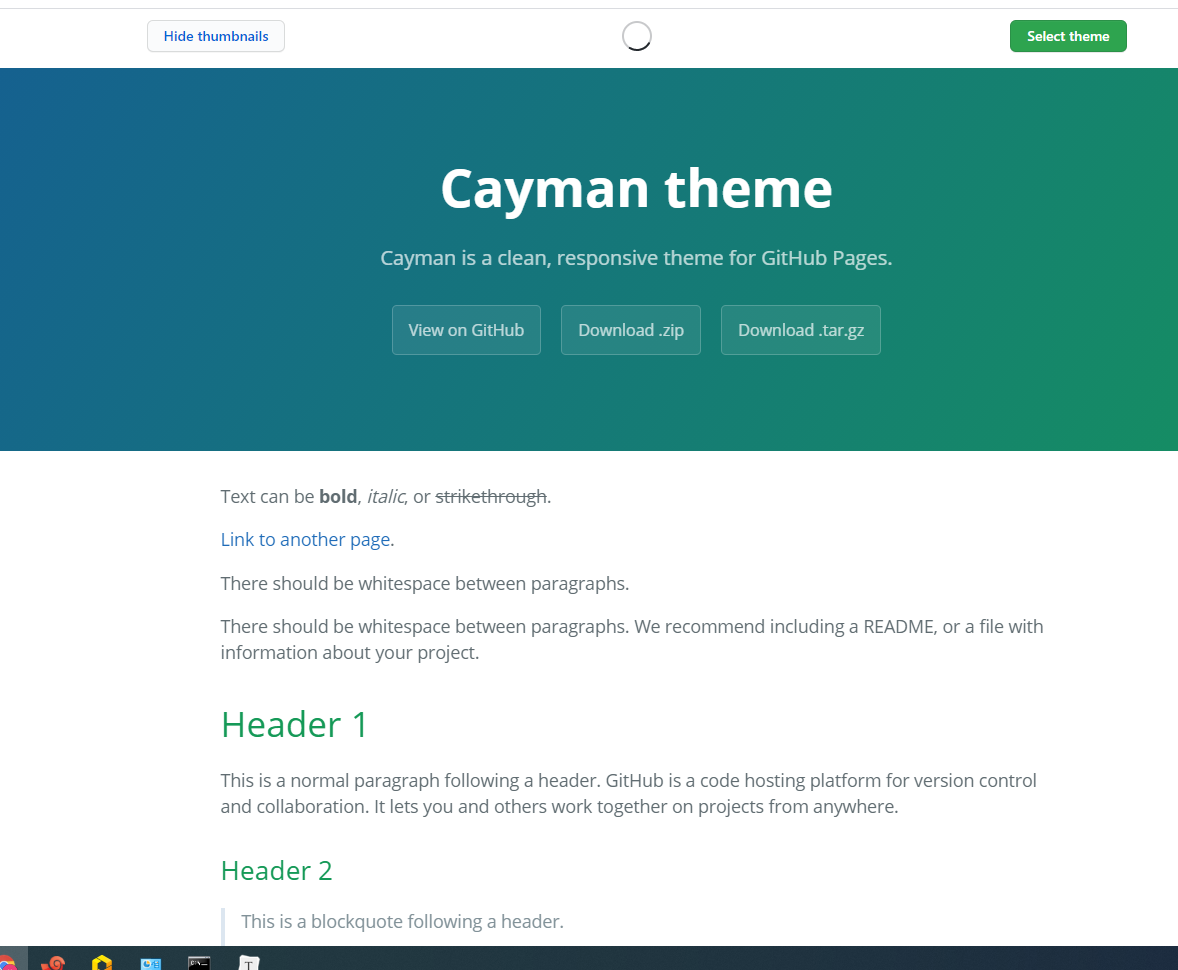 Hide thumbnails
Select theme
Cayman theme
Cayman is a clean, responsive theme for GitHub Pages.
View on GitHub
Download .zip
Download .tar.gz
Text can be bold, italic, or strikethrough.
Link to another page.
There should be whitespace between paragraphs.
There should be whitespace between paragraphs. We recommend including a README, or a file with
information about your project.
Header 1
This is a normal paragraph following a header. GitHub is a code hosting platform for version control
and collaboration. It lets you and others work together on projects from anywhere.
Header 2
This is a blockquote following a header.
T